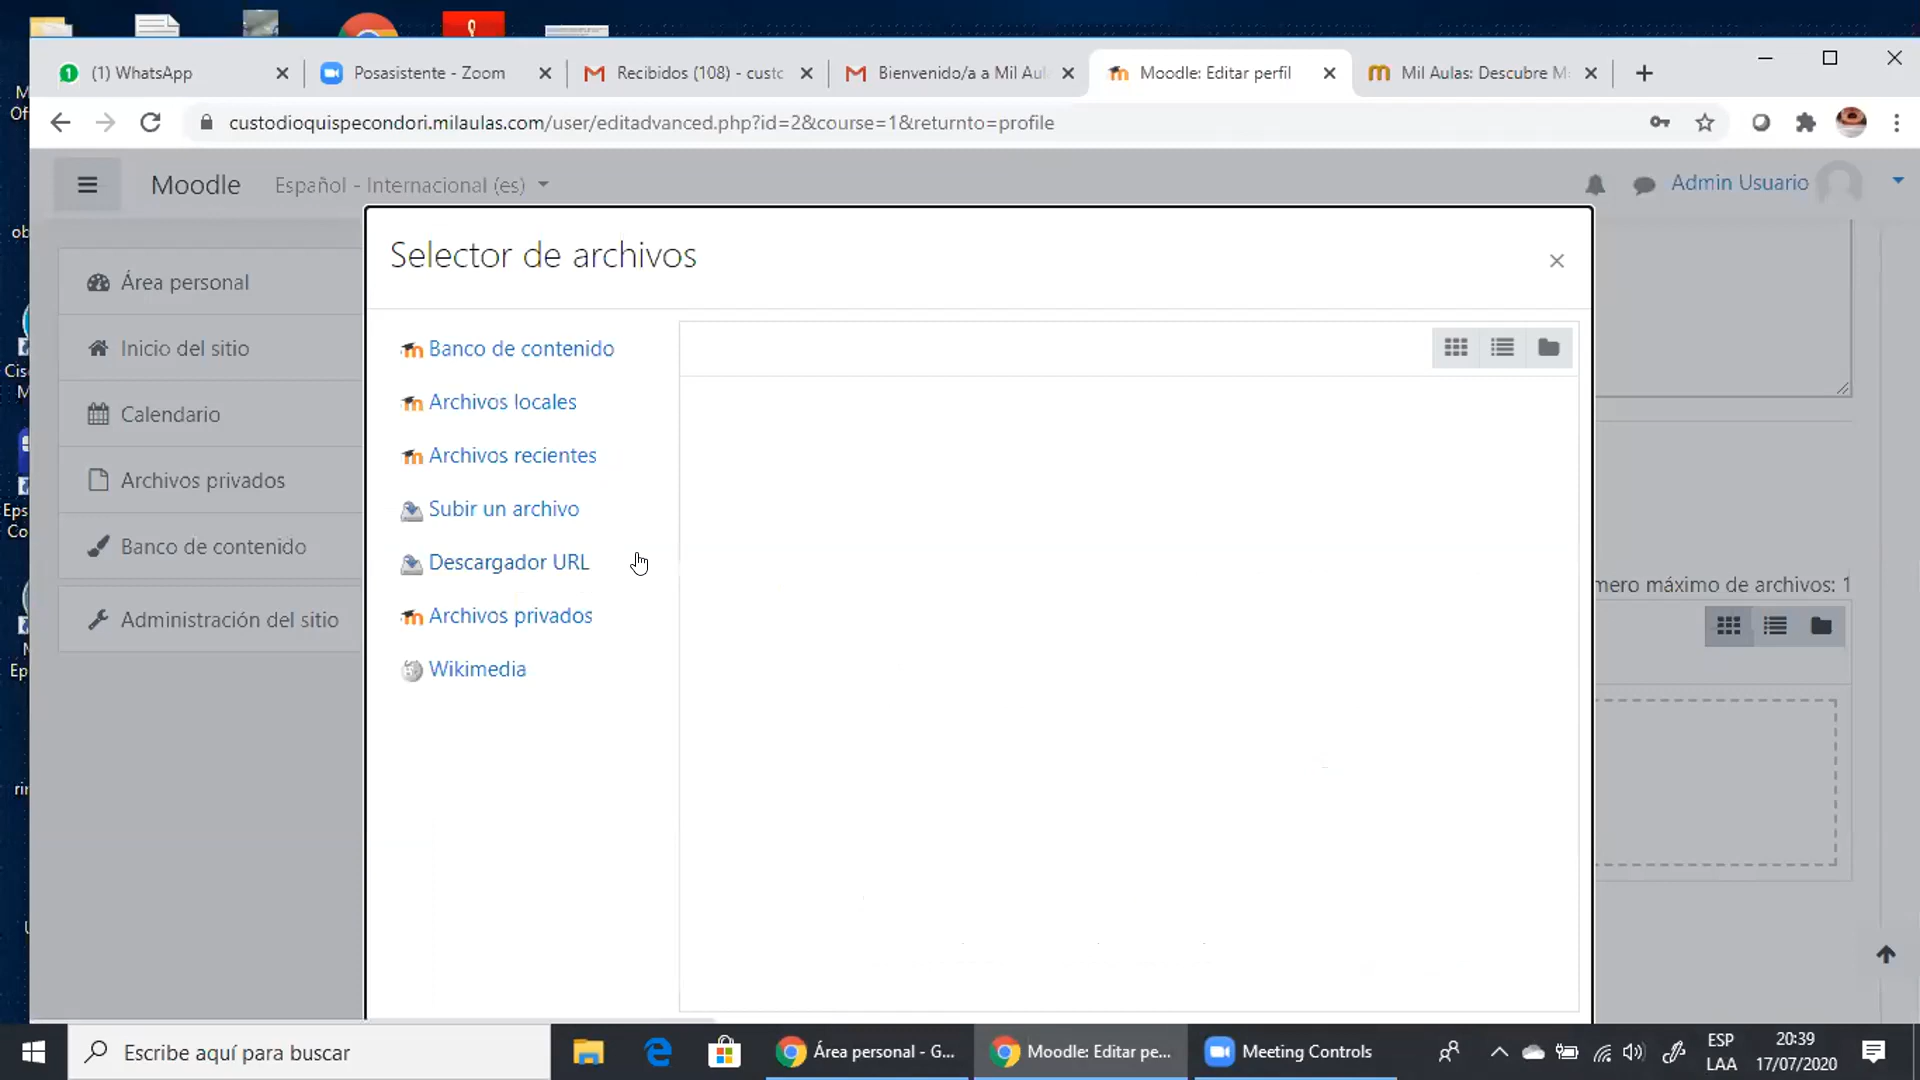 (1) WhatsApp
Posasistente - Zoom
Recibidos (108) - custo
Bienvenido/a a Mil Aul
Moodle: Editar perfil
Mil Aulas: Descubre M
custodioquispecondori.milaulas.com/user/editadvanced.php?id=2&course=1&returnto=profile
Moodle
Español - Internacional (es)
Admin Usuario
Selector de archivos
Área personal
Inicio del sitio
Calendario
Archivos privados
Banco de contenido
Administración del sitio
Banco de contenido
Archivos locales
Archivos recientes
Subir un archivo
Descargador URL
Archivos privados
Wikimedia
mero máximo de archivos: 1
Escribe aquí para buscar
Área personal - G...
Moodle: Editar pe...
Meeting Controls
ESP
LAA
20:39
17/07/2020